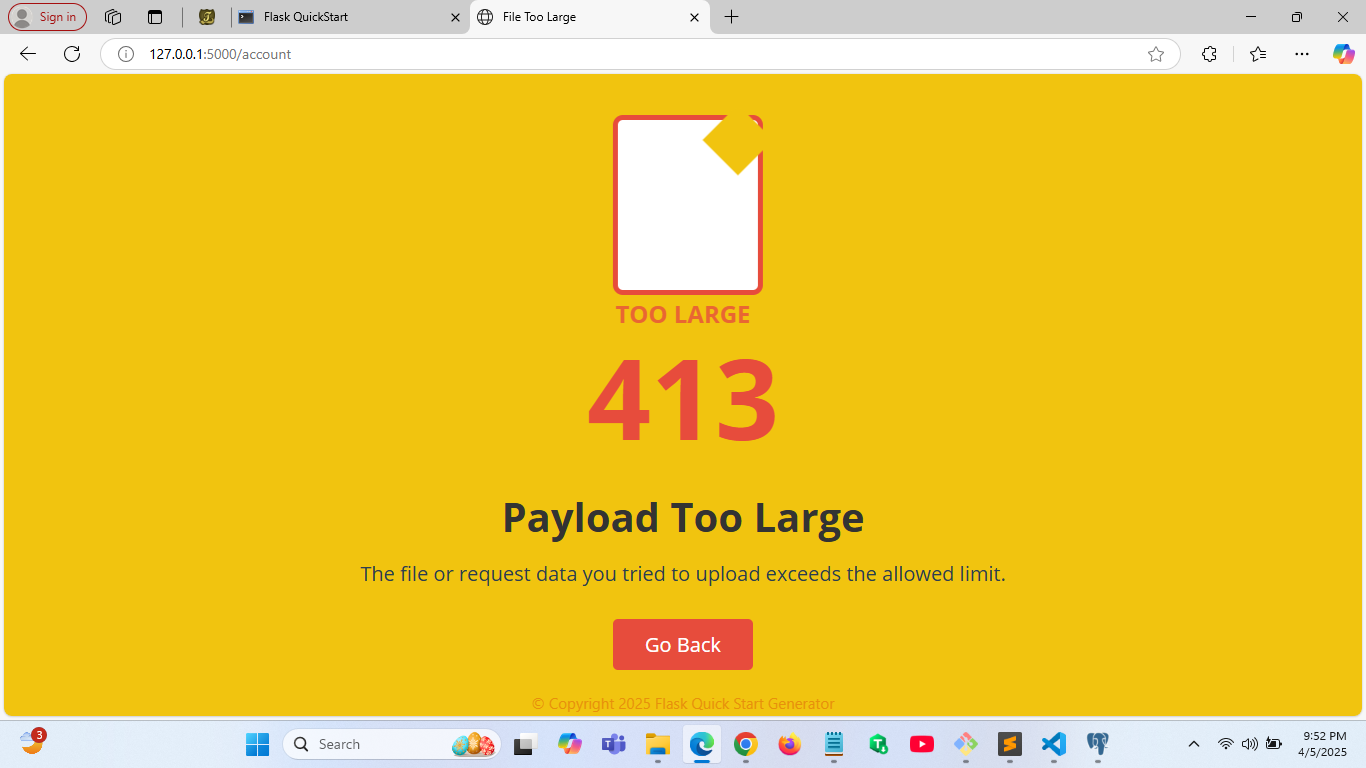 Sign in
Flask QuickStart
File Too Large
127.0.0.1:5000/account
TOO LARGE
413
Payload Too Large
The file or request data you tried to upload exceeds the allowed limit.
Go Back
© Copyright 2025 Flask Quick Start Generator
3
Search
9:52 PM
4/5/2025